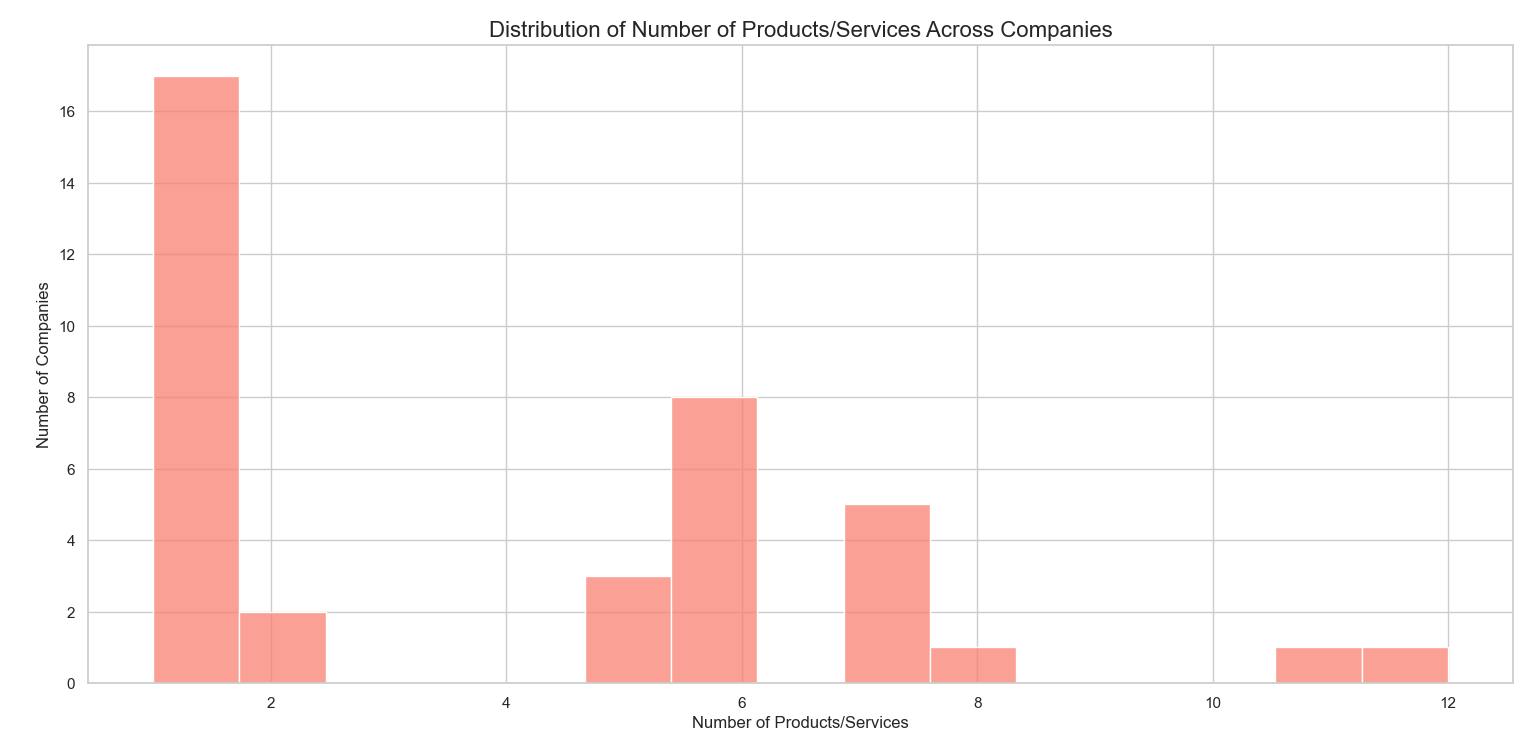 Distribution of Number of Products/Services Across Companies
16
14
12
10
8
6
4
2
0
Number of Companies
2 4 6 8 10 12
Number of Products/Services